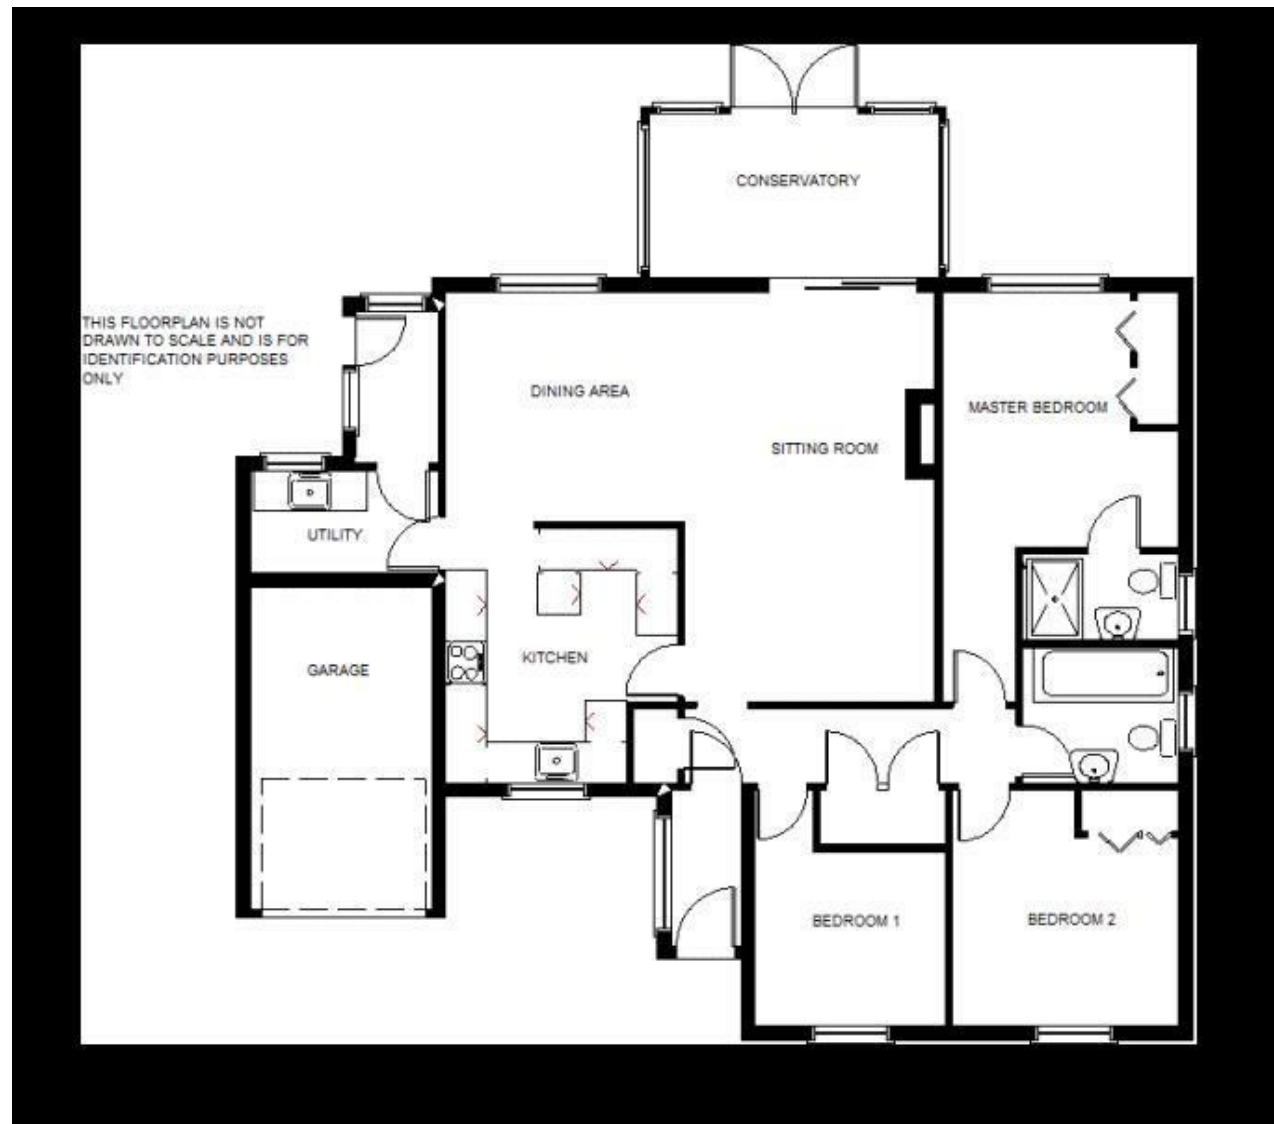 CONSERVATORY
THIS FLOORPLAN IS NOT
DRAWN TO SCALE AND IS FOR
IDENTIFICATION PURPOSES
ONLY
DINING AREA
MASTER BEDROOM
SITTING ROOM
UTILITY
KITCHEN
GARAGE
BEDROOM 1
BEDROOM 2